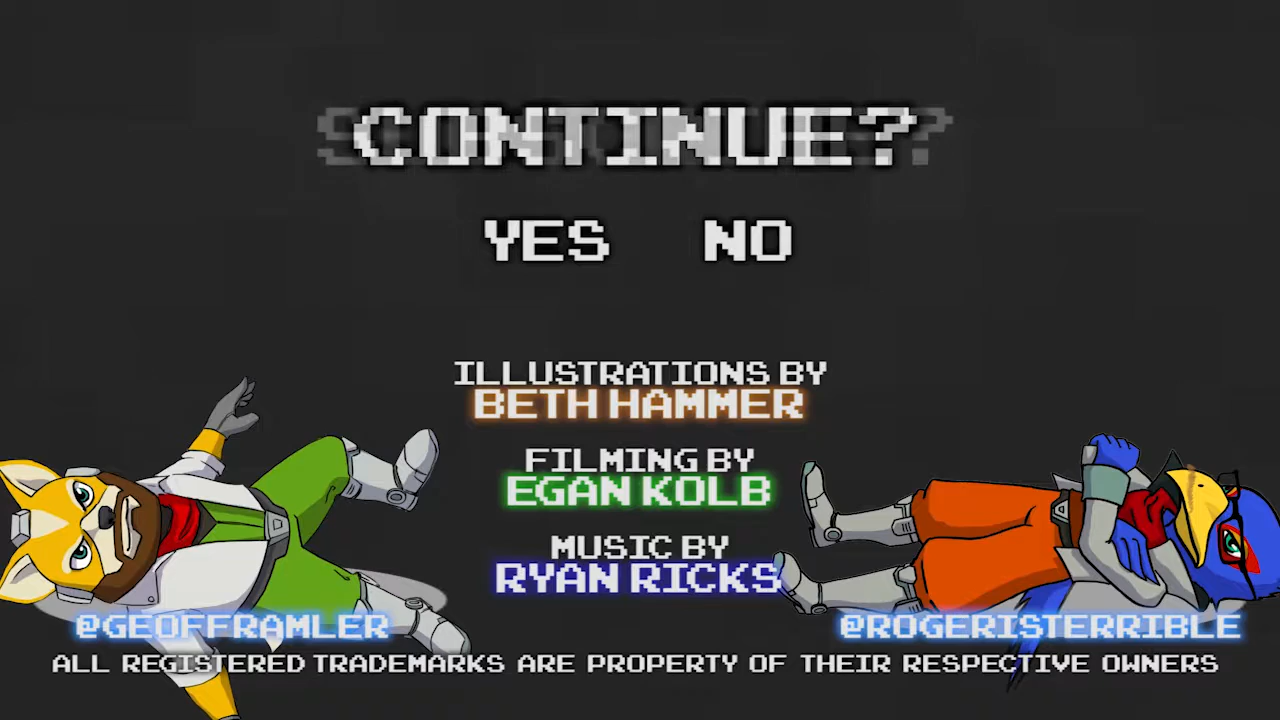 CONTINUE?
YES NO
ILLUSTRATIONS BY
BETH HAMMER
FILMING BY
EGAN KOLB
MUSIC BY
RYAN RICKS
@GEOFFRAMLER @ROGERISTERRIBLE
ALL REGISTERED TRADEMARKS ARE PROPERTY OF THEIR RESPECTIVE OWNERS